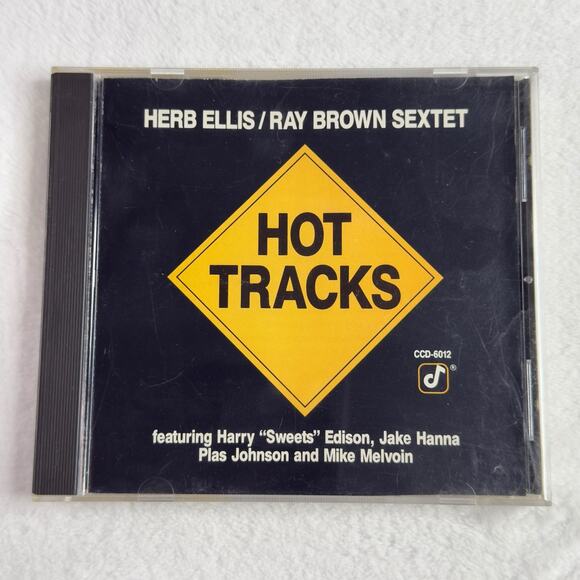 HERB ELLIS/RAY BROWN SEXTET
HOT
TRACKS
CCD-6012
®
featuring Harry “Sweets” Edison, Jake Hanna
Plas Johnson and Mike Melvoin